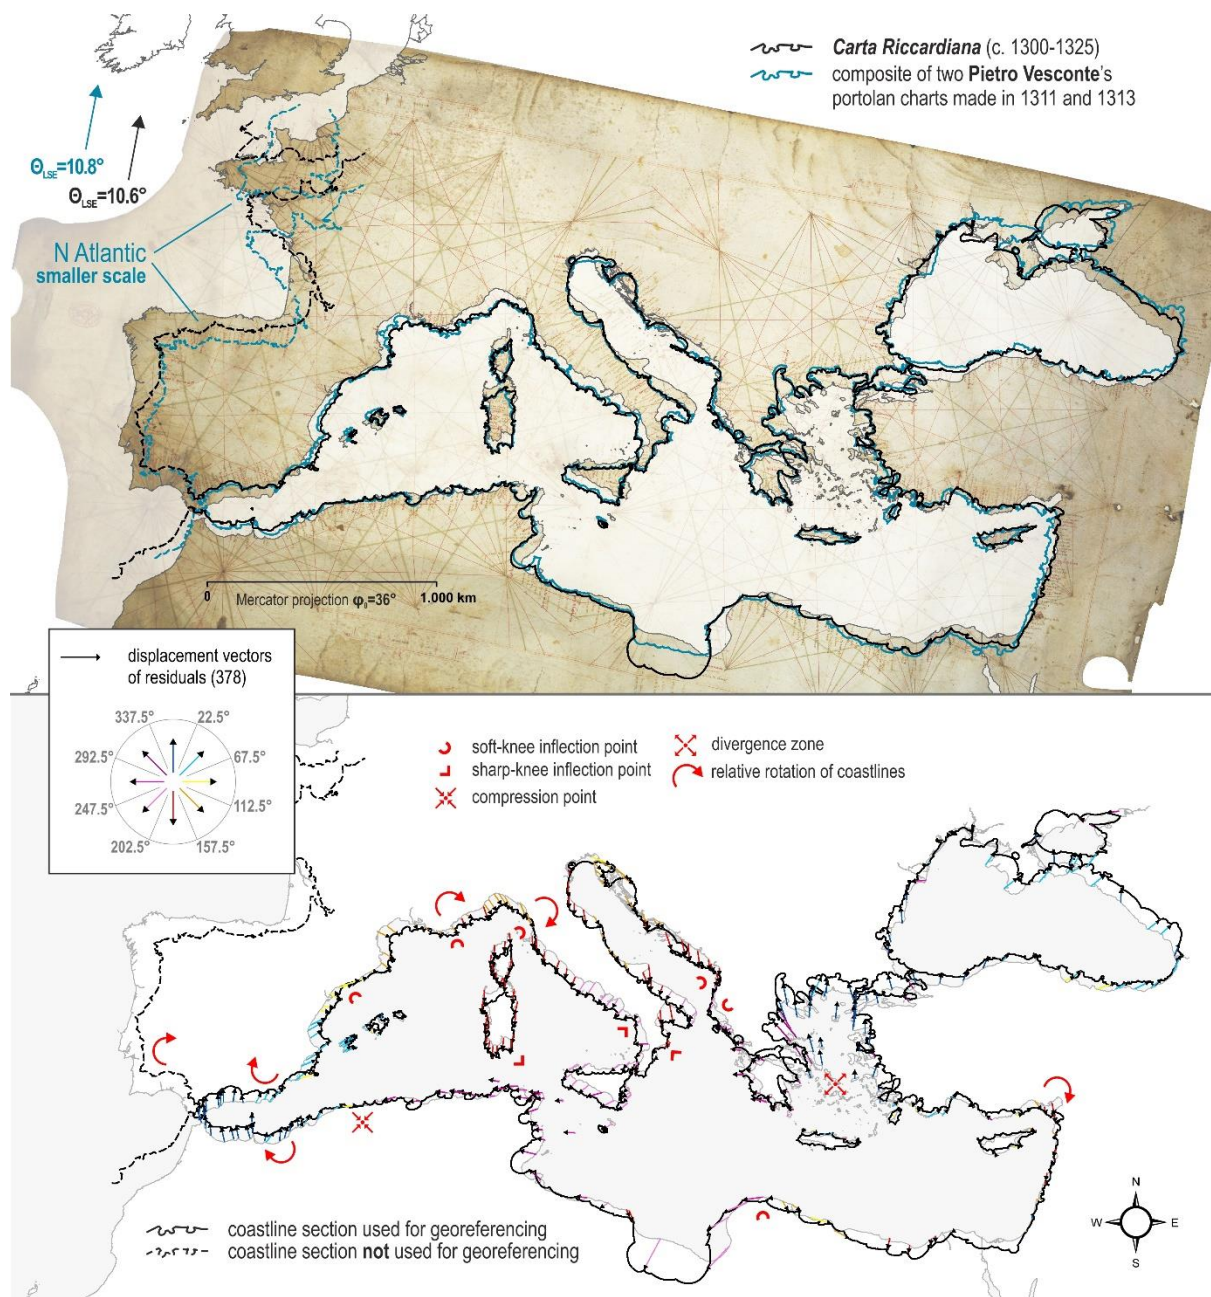 Carta Riccardiana (c. 1300-1325)
composite of two Pietro Vesconte's
portolan charts made in 1311 and 1313
ΘLSE=10.8°
ΘLSE=10.6°
N Atlantic
smaller scale
0
1.000 km
Mercator projection φ₀=36°
displacement vectors
of residuals (378)
337.5°
22.5°
292.5°
67.5°
247.5°
112.5°
202.5°
157.5°
soft-knee inflection point
sharp-knee inflection point
compression point
divergence zone
relative rotation of coastlines
coastline section used for georeferencing
coastline section not used for georeferencing
N
W
E
S